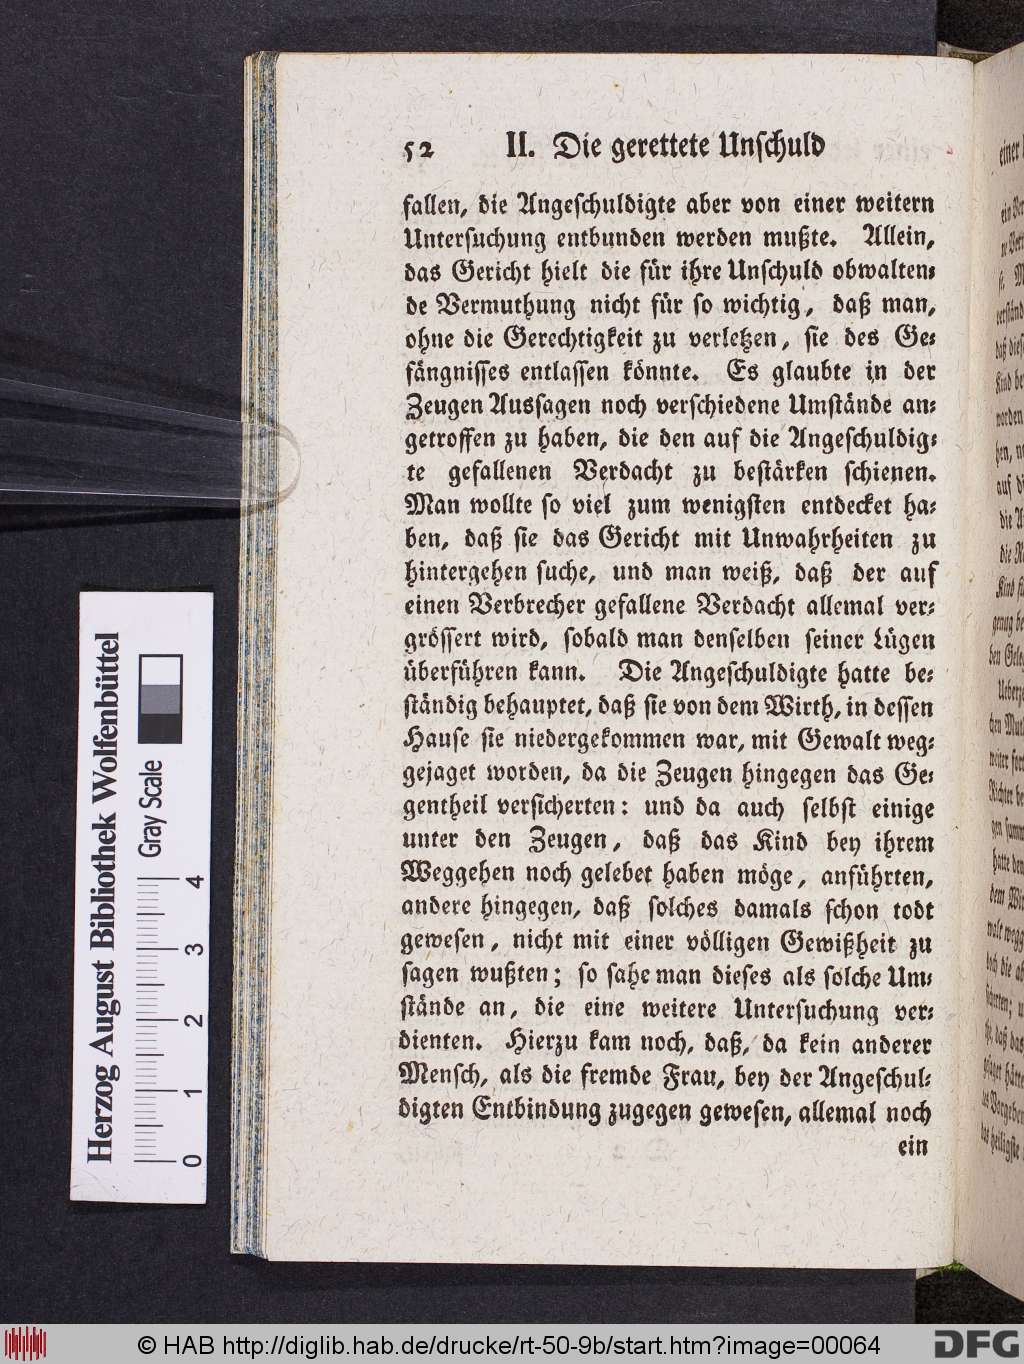 52 II. Die gerettete Unschuld
fallen, die Angeschuldigte aber von einer weitern
Untersuchung entbunden werden mußte. Allein,
das Gericht hielt die für ihre Unschuld obwalten⸗
de Vermuthung nicht für so wichtig, daß man,
ohne die Gerechtigkeit zu verletzen, sie des Ge⸗
fängnisses entlassen könnte. Es glaubte in der
Zeugen Aussagen noch verschiedene Umstände an⸗
getroffen zu haben, die den auf die Angeschuldig⸗
te gefallenen Verdacht zu bestärken schienen.
Man wollte so viel zum wenigsten entdecket ha⸗
ben, daß sie das Gericht mit Unwahrheiten zu
hintergehen suche, und man weiß, daß der auf
einen Verbrecher gefallene Verdacht allemal ver⸗
grössert wird, sobald man denselben seiner Lügen
überführen kann. Die Angeschuldigte hatte be⸗
ständig behauptet, daß sie von dem Wirth, in dessen
Hause sie niedergekommen war, mit Gewalt weg⸗
gejaget worden, da die Zeugen hingegen das Ge⸗
gentheil versicherten: und da auch selbst einige
unter den Zeugen, daß das Kind bey ihrem
Weggehen noch gelebet haben möge, anführten,
andere hingegen, daß solches damals schon todt
gewesen, nicht mit einer völligen Gewißheit zu
sagen wußten; so sahe man dieses als solche Um⸗
stände an, die eine weitere Untersuchung ver⸗
dienten. Hierzu kam noch, daß, da kein anderer
Mensch, als die fremde Frau, bey der Angeschul⸗
digten Entbindung zugegen gewesen, allemal noch
ein
Herzog August Bibliothek Wolfenbüttel
Gray Scale
0 1 2 3 4
© HAB http://diglib.hab.de/drucke/rt-50-9b/start.htm?image=00064
DFG